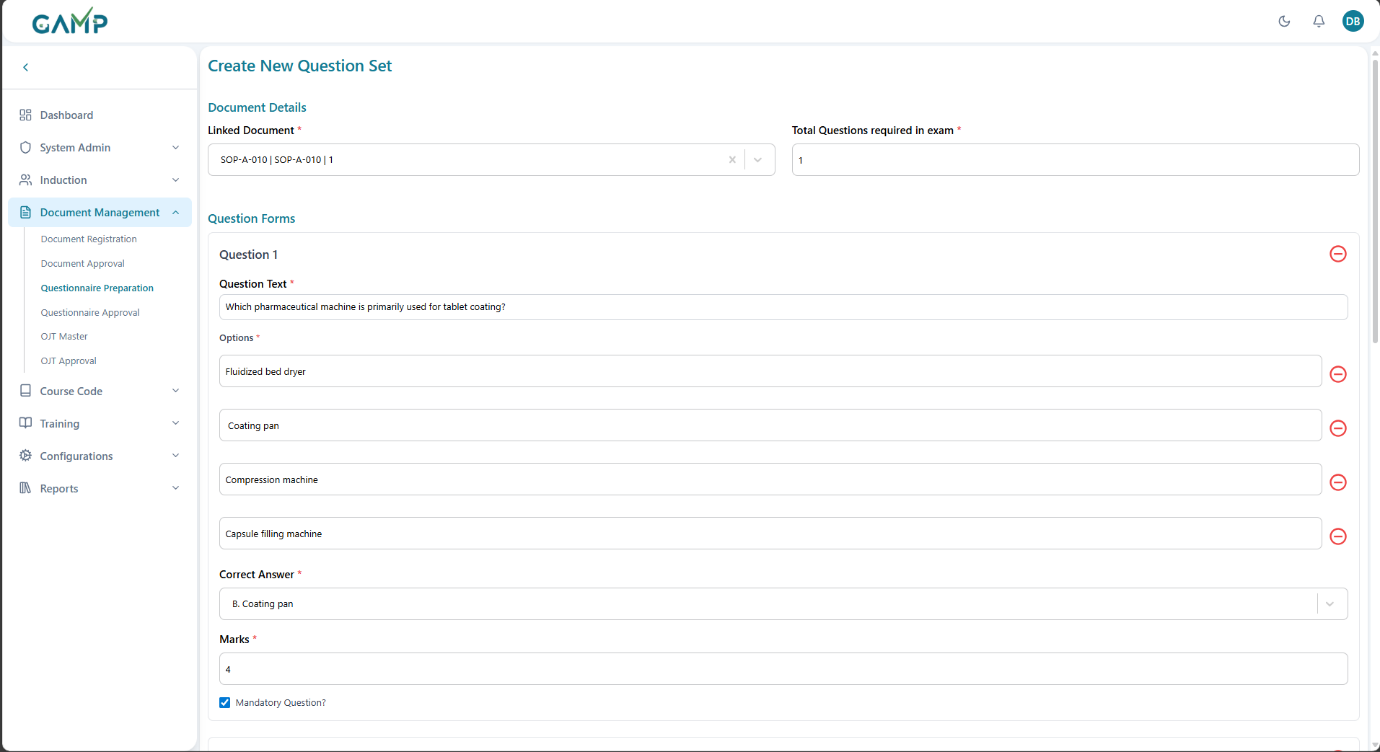 GAMP
DB
Create New Question Set
Dashboard
System Admin
Induction
Document Management
Document Registration
Document Approval
Questionnaire Preparation
Questionnaire Approval
OJT Master
OJT Approval
Course Code
Training
Configurations
Reports
Document Details
Linked Document *
SOP-A-010 | SOP-A-010 | 1
Total Questions required in exam *
1
Question Forms
Question 1
Question Text *
Which pharmaceutical machine is primarily used for tablet coating?
Options *
Fluidized bed dryer
Coating pan
Compression machine
Capsule filling machine
Correct Answer *
B. Coating pan
Marks *
4
Mandatory Question?